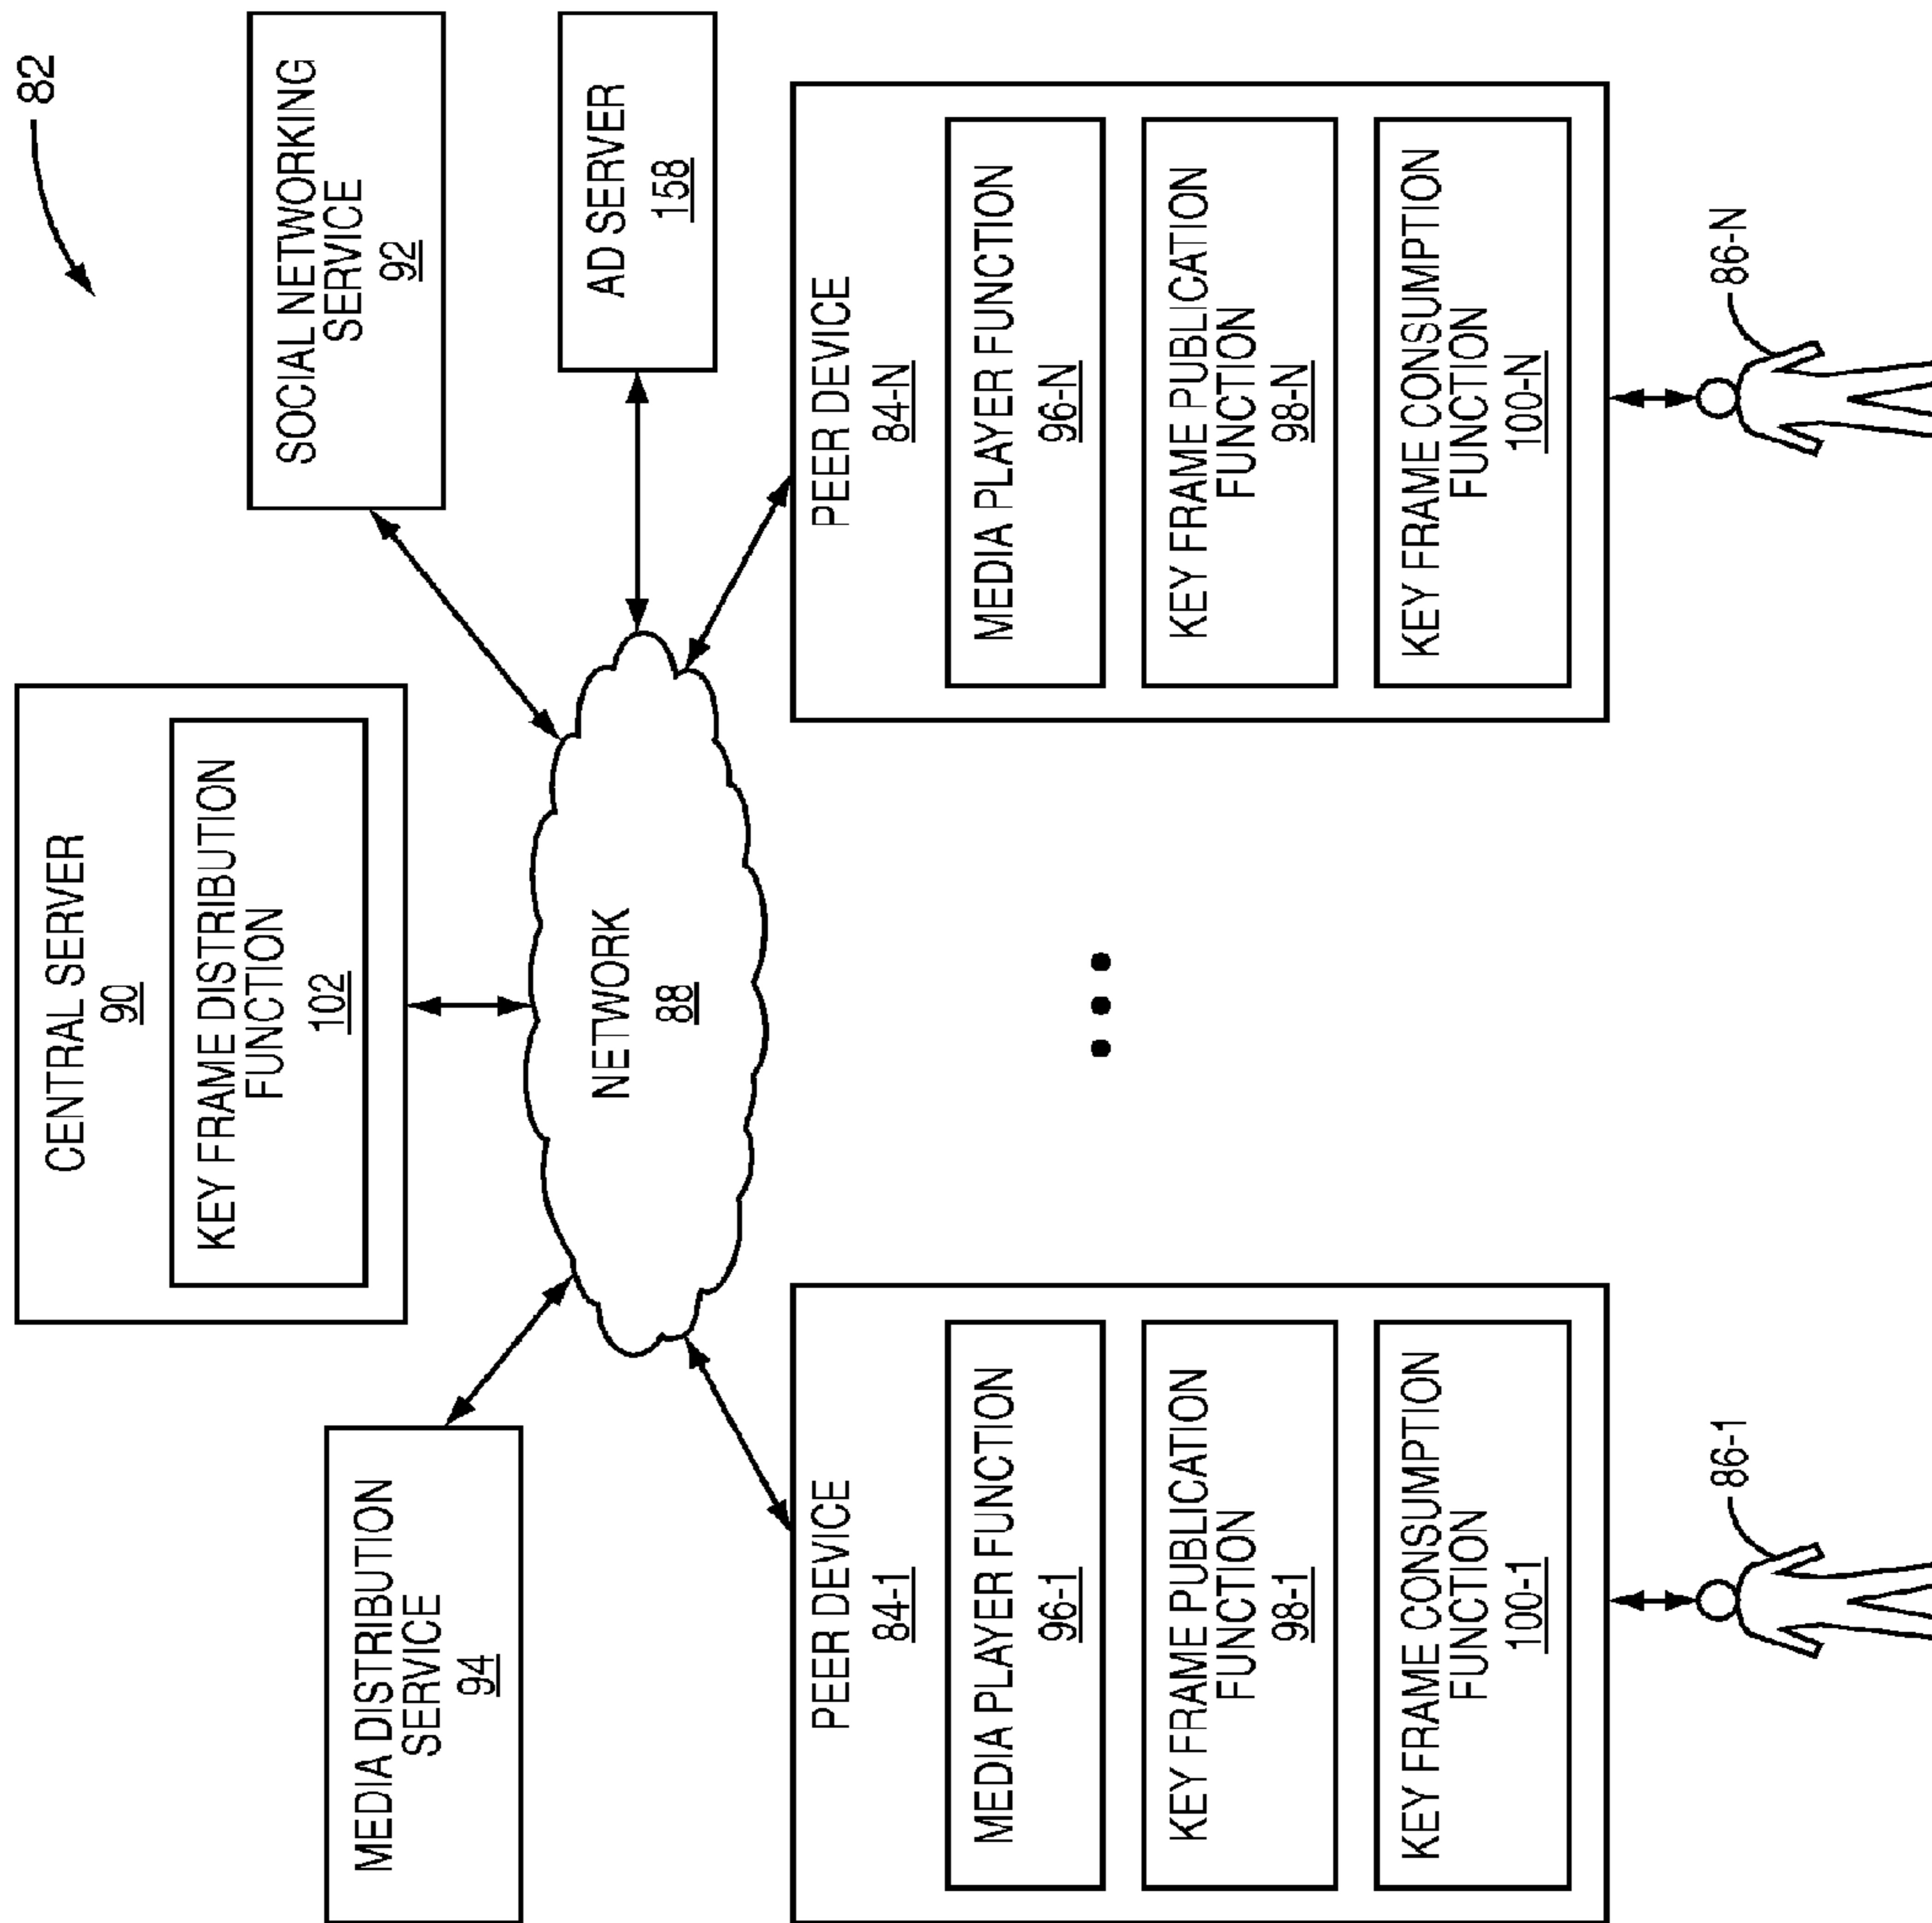 82
CENTRAL SERVER
90
KEY FRAME DISTRIBUTION
FUNCTION
102
MEDIA DISTRIBUTION
SERVICE
94
SOCIAL NETWORKING
SERVICE
92
NETWORK
88
AD SERVER
158
PEER DEVICE
84-1
MEDIA PLAYER FUNCTION
96-1
KEY FRAME PUBLICATION
FUNCTION
98-1
KEY FRAME CONSUMPTION
FUNCTION
100-1
86-1
PEER DEVICE
84-N
MEDIA PLAYER FUNCTION
96-N
KEY FRAME PUBLICATION
FUNCTION
98-N
KEY FRAME CONSUMPTION
FUNCTION
100-N
86-N